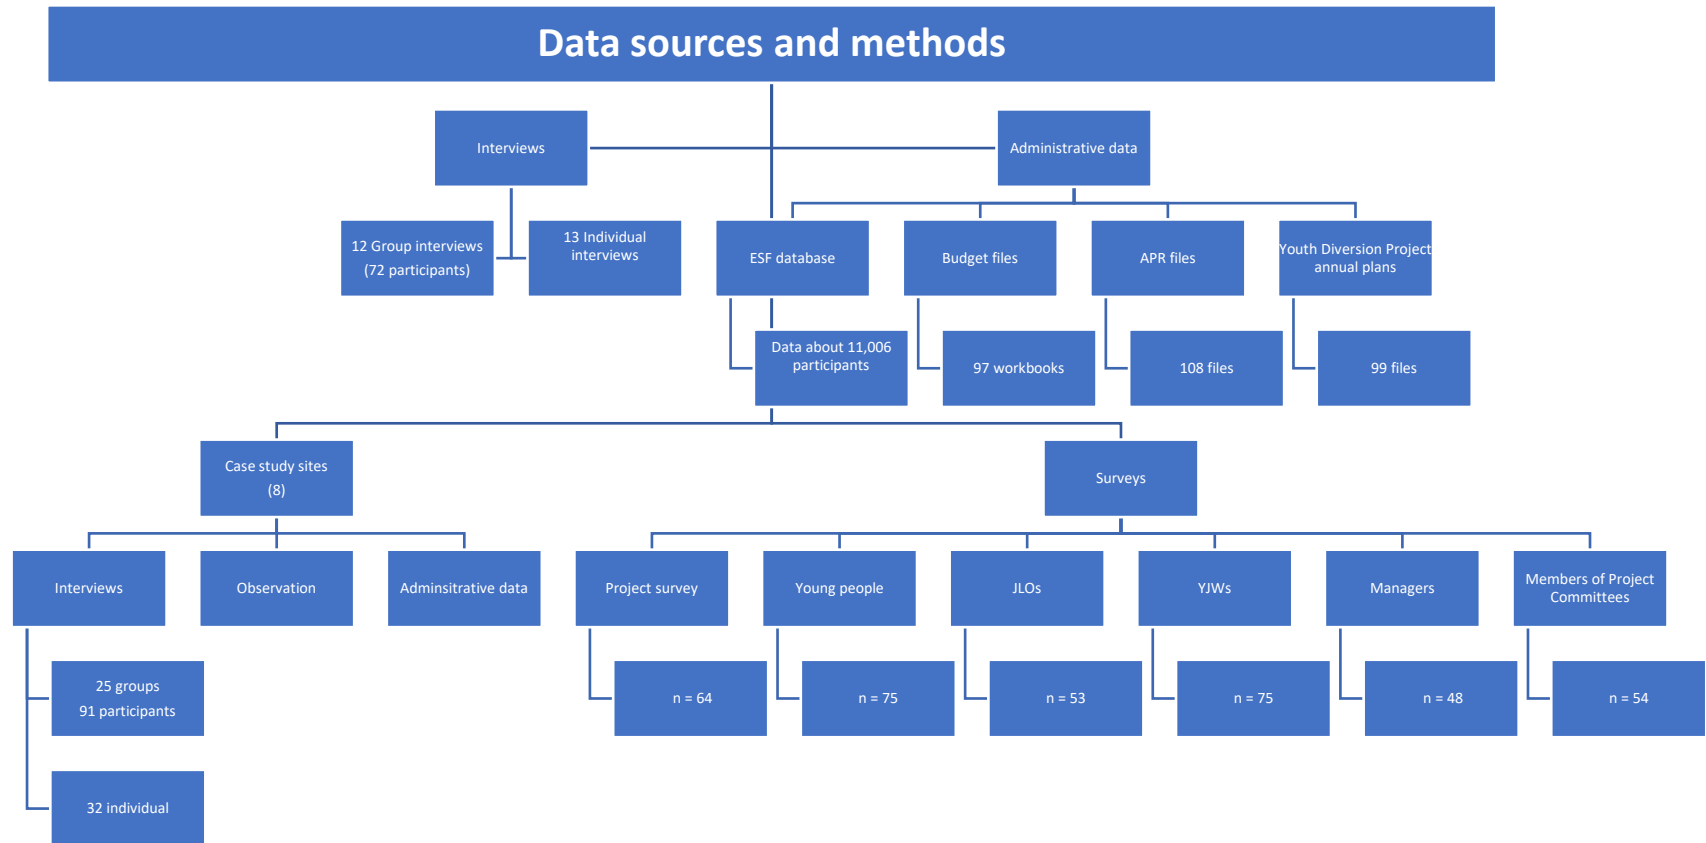 Data sources and methods
Interviews
Administrative data
12 Group interviews
(72 participants)
13 Individual
interviews
ESF database
Budget files
APR files
Youth Diversion Project
annual plans
Data about 11,006
participants
97 workbooks
108 files
99 files
Case study sites
(8)
Surveys
Interviews
Observation
Adminsitrative data
Project survey
Young people
JLOs
YJWs
Managers
Members of Project
Committees
25 groups
91 participants
n = 64
n = 75
n = 53
n = 75
n = 48
n = 54
32 individual